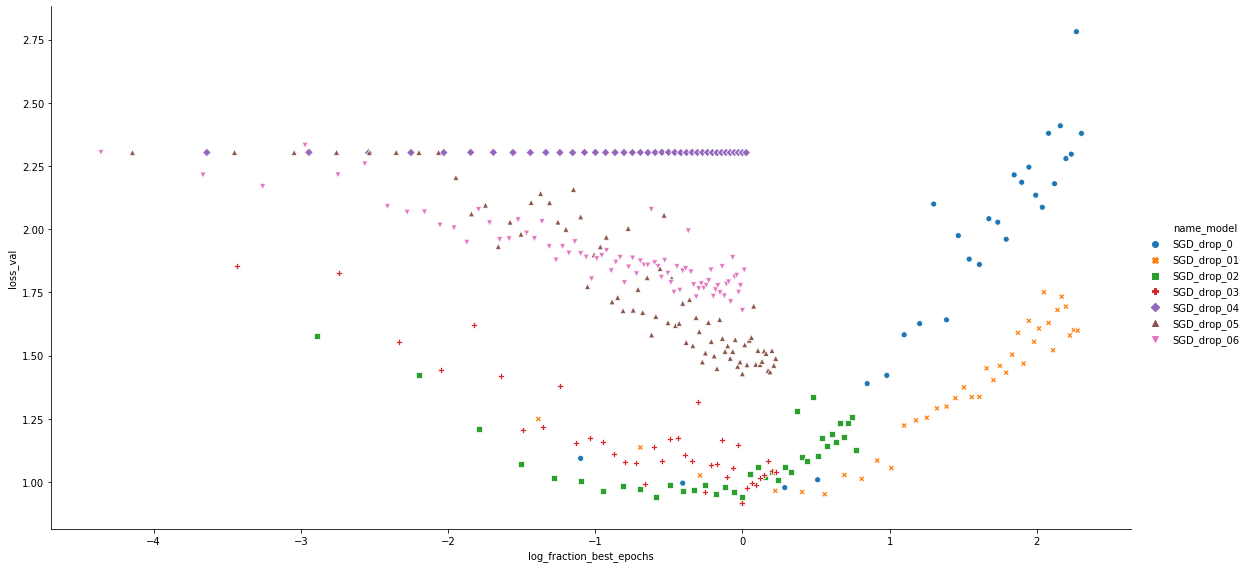 2.75
2.50
2.25
2.00
1.75
1.50
1.25
1.00
loss_val
−4
−3
−2
−1
0
1
2
log_fraction_best_epochs
name_model
SGD_drop_0
SGD_drop_01
SGD_drop_02
SGD_drop_03
SGD_drop_04
SGD_drop_05
SGD_drop_06